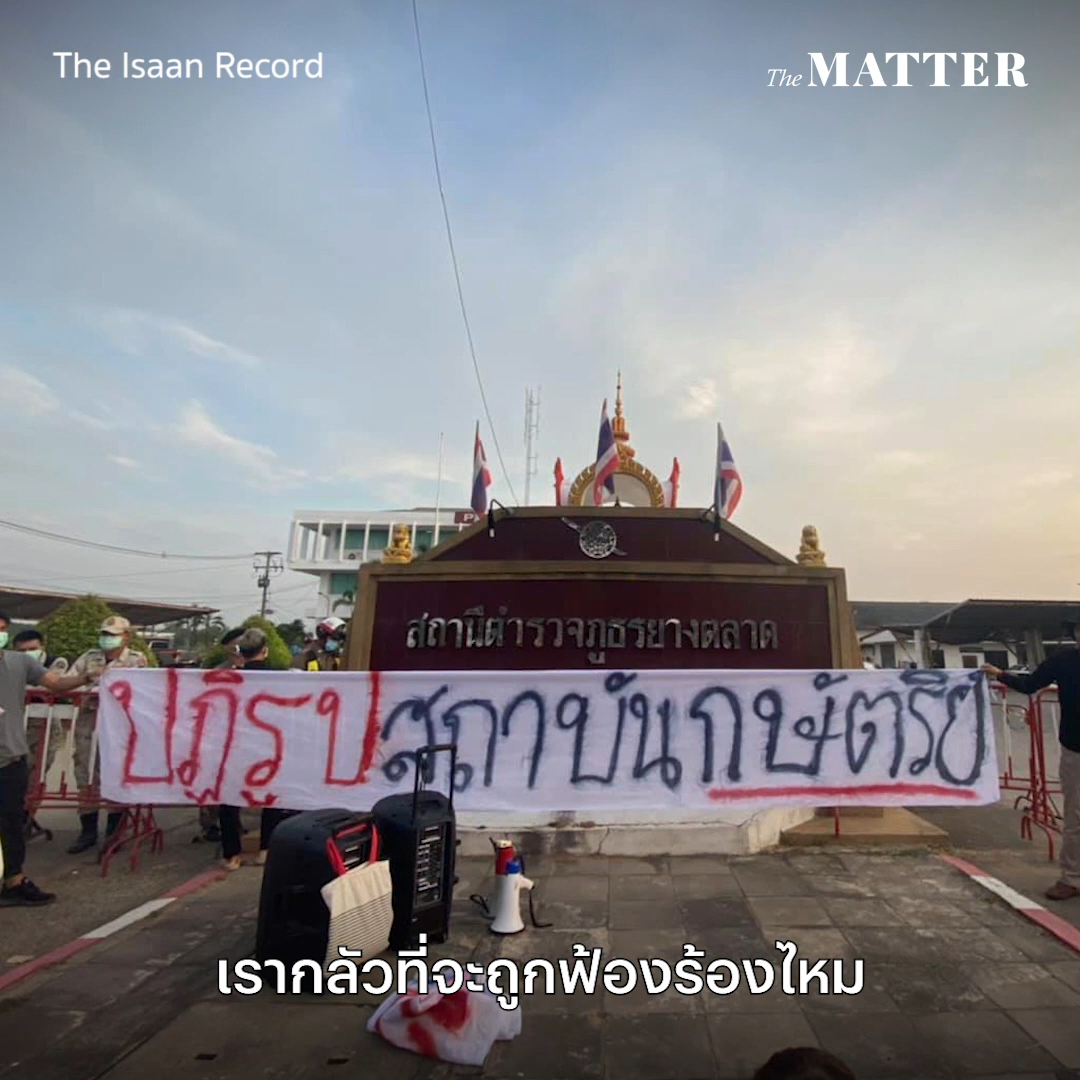 The Isaan Record
The MATTER
สถานีตำรวจภูธรยางตลาด
ปฏิรูปสถาบันกษัตริย์
เรากลัวที่จะถูกฟ้องร้องไหม